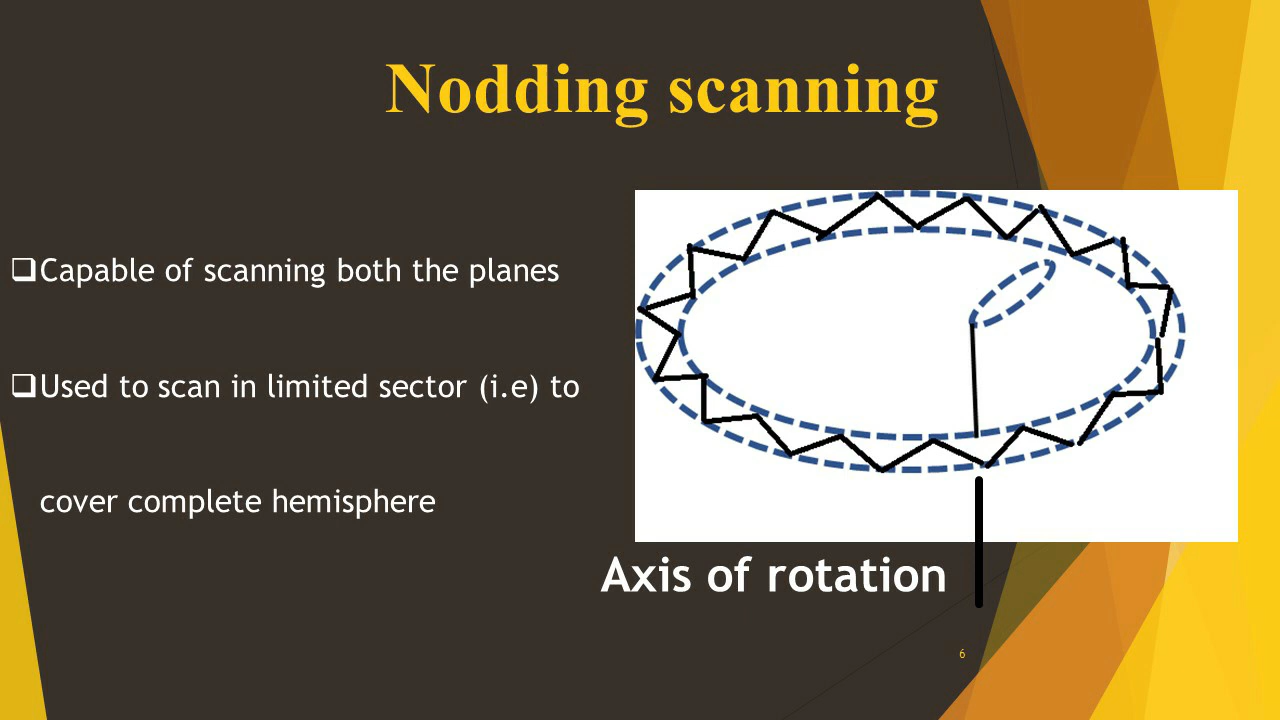 Nodding scanning
❑Capable of scanning both the planes
❑Used to scan in limited sector (i.e) to
cover complete hemisphere
Axis of rotation
6